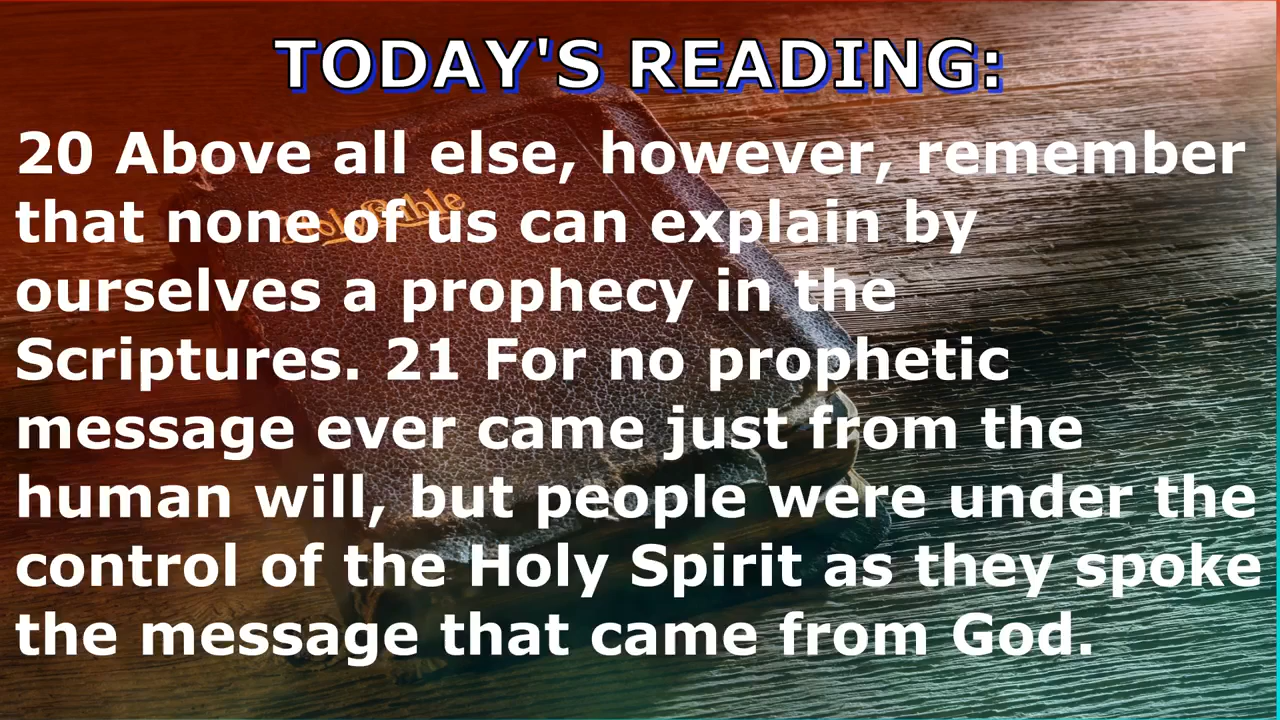 TODAY'S READING:
20 Above all else, however, remember
that none of us can explain by
ourselves a prophecy in the
Scriptures. 21 For no prophetic
message ever came just from the
human will, but people were under the
control of the Holy Spirit as they spoke
the message that came from God.
Holy Bible